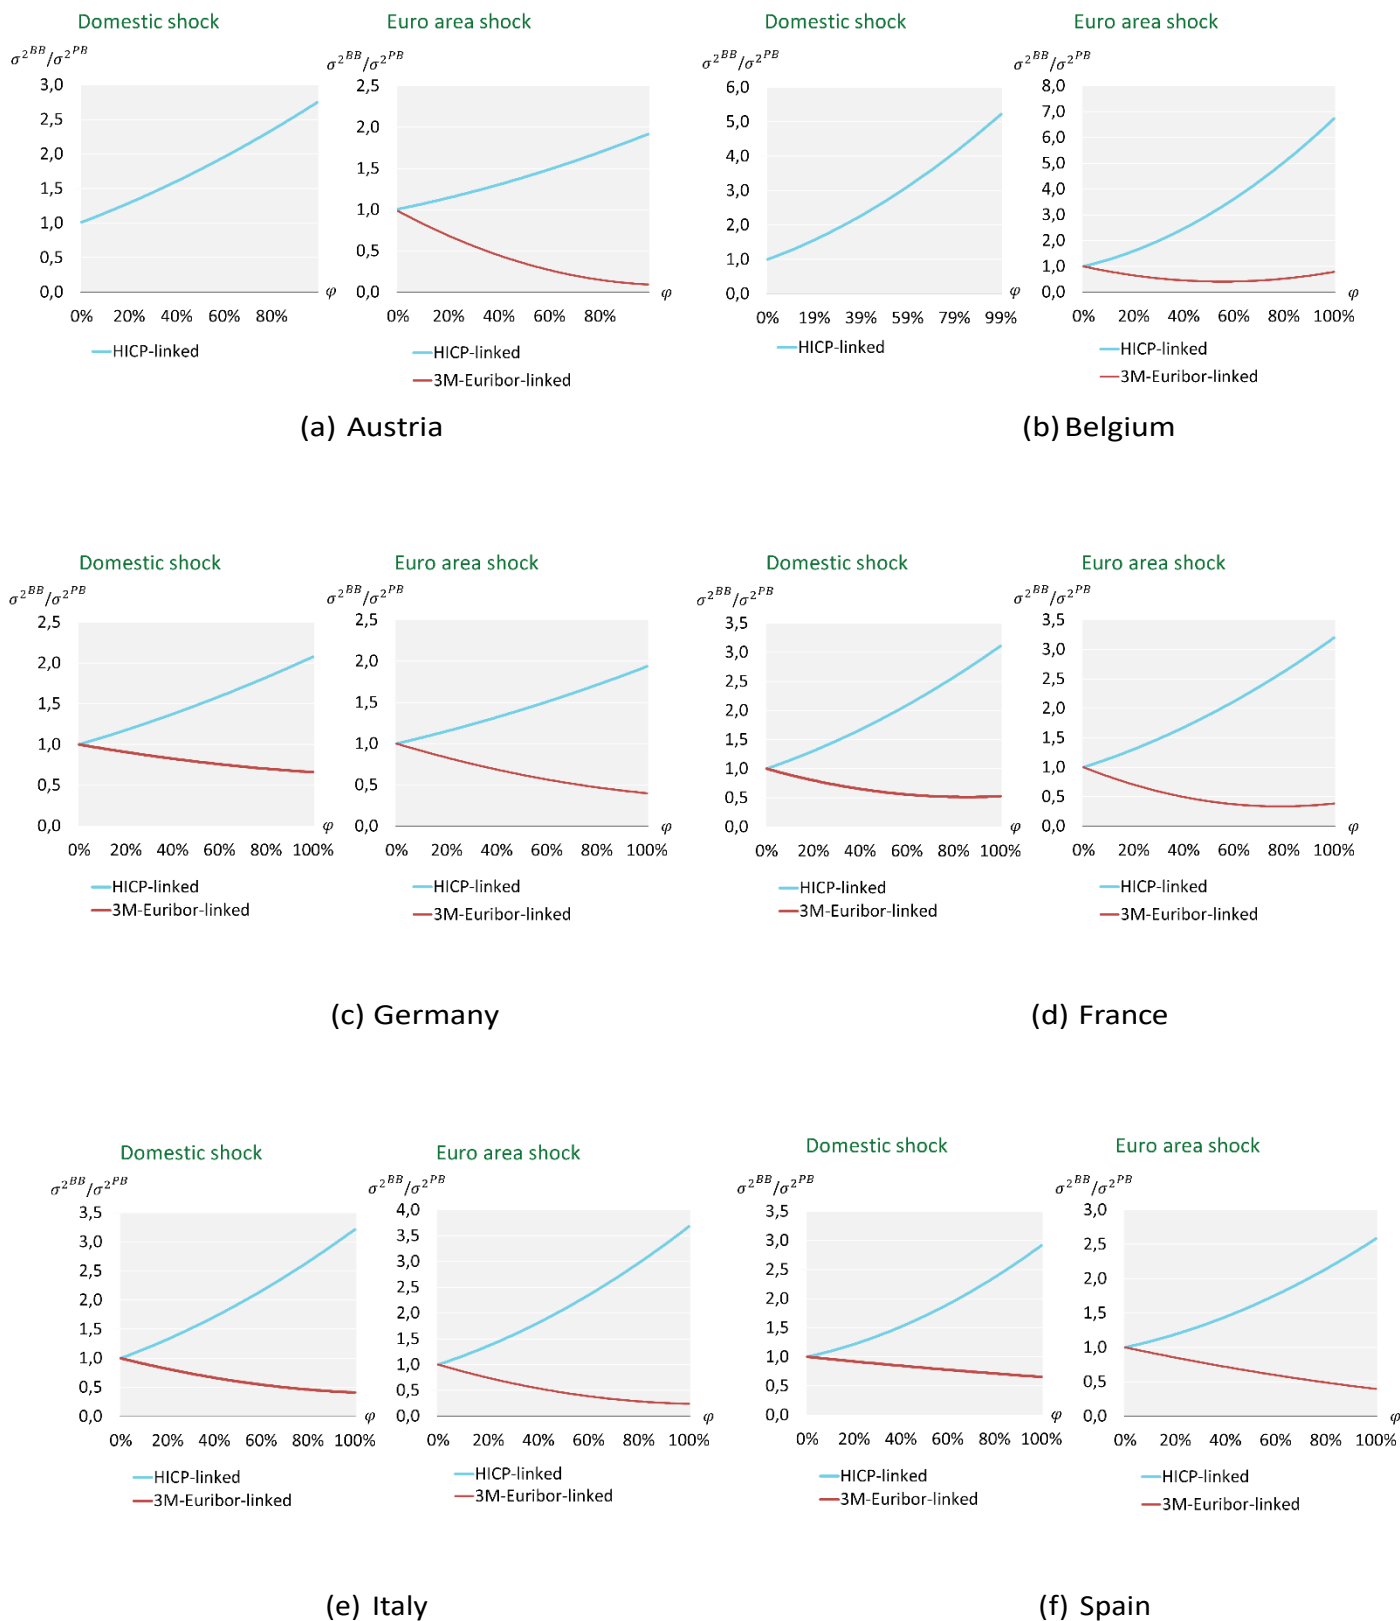 Domestic shock
σ²ᴮᴮ/σ²ᴾᴮ
3,0
2,5
2,0
1,5
1,0
0,5
0,0
φ
0% 20% 40% 60% 80%
HICP-linked
Euro area shock
σ²ᴮᴮ/σ²ᴾᴮ
2,5
2,0
1,5
1,0
0,5
0,0
φ
0% 20% 40% 60% 80%
HICP-linked
3M-Euribor-linked
(a) Austria
Domestic shock
σ²ᴮᴮ/σ²ᴾᴮ
6,0
5,0
4,0
3,0
2,0
1,0
0,0
φ
0% 19% 39% 59% 79% 99%
HICP-linked
Euro area shock
σ²ᴮᴮ/σ²ᴾᴮ
8,0
7,0
6,0
5,0
4,0
3,0
2,0
1,0
0,0
φ
0% 20% 40% 60% 80% 100%
HICP-linked
3M-Euribor-linked
(b) Belgium
Domestic shock
σ²ᴮᴮ/σ²ᴾᴮ
2,5
2,0
1,5
1,0
0,5
0,0
φ
0% 20% 40% 60% 80% 100%
HICP-linked
3M-Euribor-linked
Euro area shock
σ²ᴮᴮ/σ²ᴾᴮ
2,5
2,0
1,5
1,0
0,5
0,0
φ
0% 20% 40% 60% 80% 100%
HICP-linked
3M-Euribor-linked
(c) Germany
Domestic shock
σ²ᴮᴮ/σ²ᴾᴮ
3,5
3,0
2,5
2,0
1,5
1,0
0,5
0,0
φ
0% 20% 40% 60% 80% 100%
HICP-linked
3M-Euribor-linked
Euro area shock
σ²ᴮᴮ/σ²ᴾᴮ
3,5
3,0
2,5
2,0
1,5
1,0
0,5
0,0
φ
0% 20% 40% 60% 80% 100%
HICP-linked
3M-Euribor-linked
(d) France
Domestic shock
σ²ᴮᴮ/σ²ᴾᴮ
3,5
3,0
2,5
2,0
1,5
1,0
0,5
0,0
φ
0% 20% 40% 60% 80% 100%
HICP-linked
3M-Euribor-linked
Euro area shock
σ²ᴮᴮ/σ²ᴾᴮ
4,0
3,5
3,0
2,5
2,0
1,5
1,0
0,5
0,0
φ
0% 20% 40% 60% 80% 100%
HICP-linked
3M-Euribor-linked
(e) Italy
Domestic shock
σ²ᴮᴮ/σ²ᴾᴮ
3,5
3,0
2,5
2,0
1,5
1,0
0,5
0,0
φ
0% 20% 40% 60% 80% 100%
HICP-linked
3M-Euribor-linked
Euro area shock
σ²ᴮᴮ/σ²ᴾᴮ
3,0
2,5
2,0
1,5
1,0
0,5
0,0
φ
0% 20% 40% 60% 80% 100%
HICP-linked
3M-Euribor-linked
(f) Spain